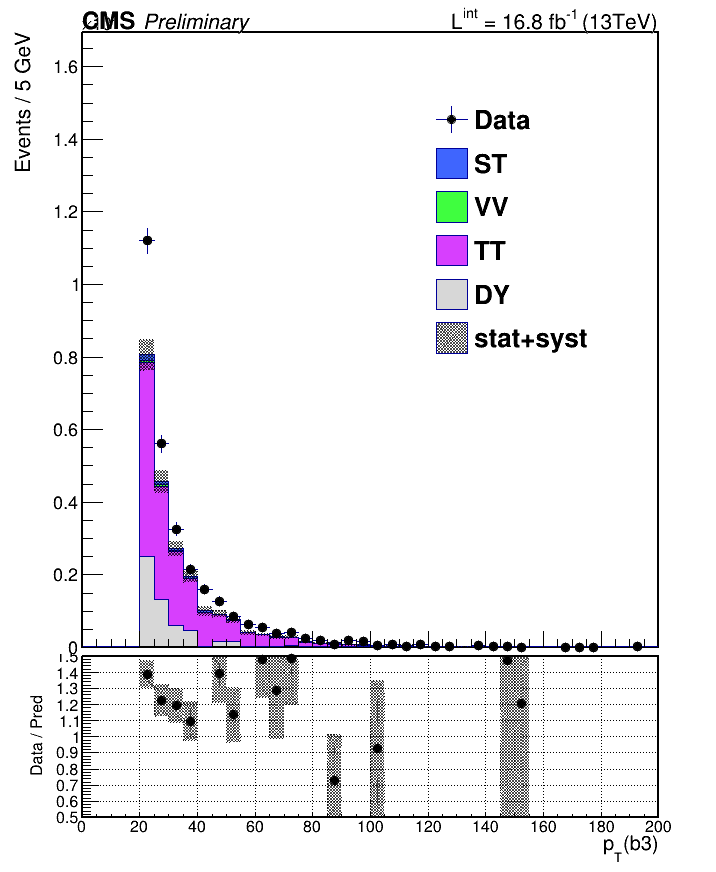 CMS Preliminary L^int = 16.8 fb^-1 (13TeV)
Events / 5 GeV
1.6
1.4
1.2
1
0.8
0.6
0.4
0.2
0
Data
ST
VV
TT
DY
stat+syst
Data / Pred
1.5
1.4
1.3
1.2
1.1
1
0.9
0.8
0.7
0.6
0.5
0 20 40 60 80 100 120 140 160 180 200
p_T(b3)